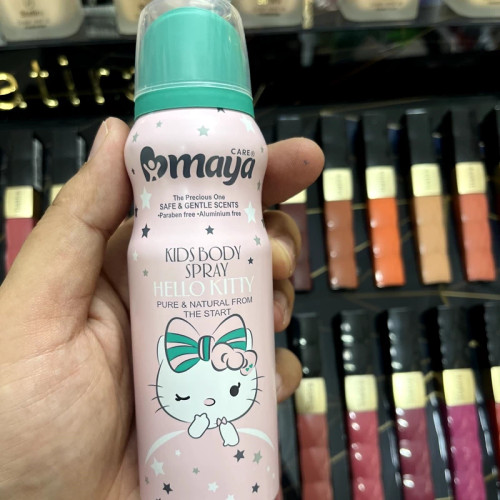 atira
CARE®
maya
The Precious One
SAFE & GENTLE SCENTS
•Paraben free •Aluminium free
KIDS BODY
SPRAY
HELLO KITTY
PURE & NATURAL FROM
THE START